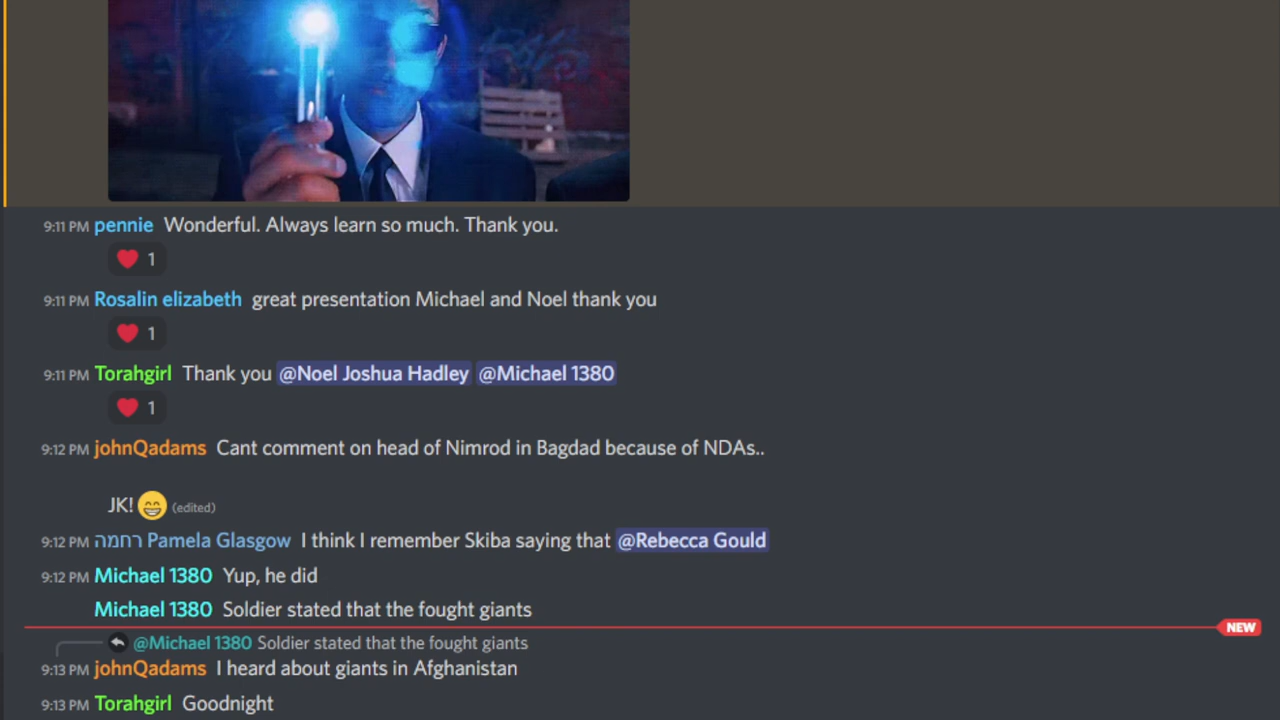 9:11 PM pennie Wonderful. Always learn so much. Thank you.
1
9:11 PM Rosalin elizabeth great presentation Michael and Noel thank you
1
9:11 PM Torahgirl Thank you @Noel Joshua Hadley @Michael 1380
1
9:12 PM johnQadams Cant comment on head of Nimrod in Bagdad because of NDAs..
JK! 😁 (edited)
9:12 PM רחמה Pamela Glasgow I think I remember Skiba saying that @Rebecca Gould
9:12 PM Michael 1380 Yup, he did
Michael 1380 Soldier stated that the fought giants
NEW
@Michael 1380 Soldier stated that the fought giants
9:13 PM johnQadams I heard about giants in Afghanistan
9:13 PM Torahgirl Goodnight